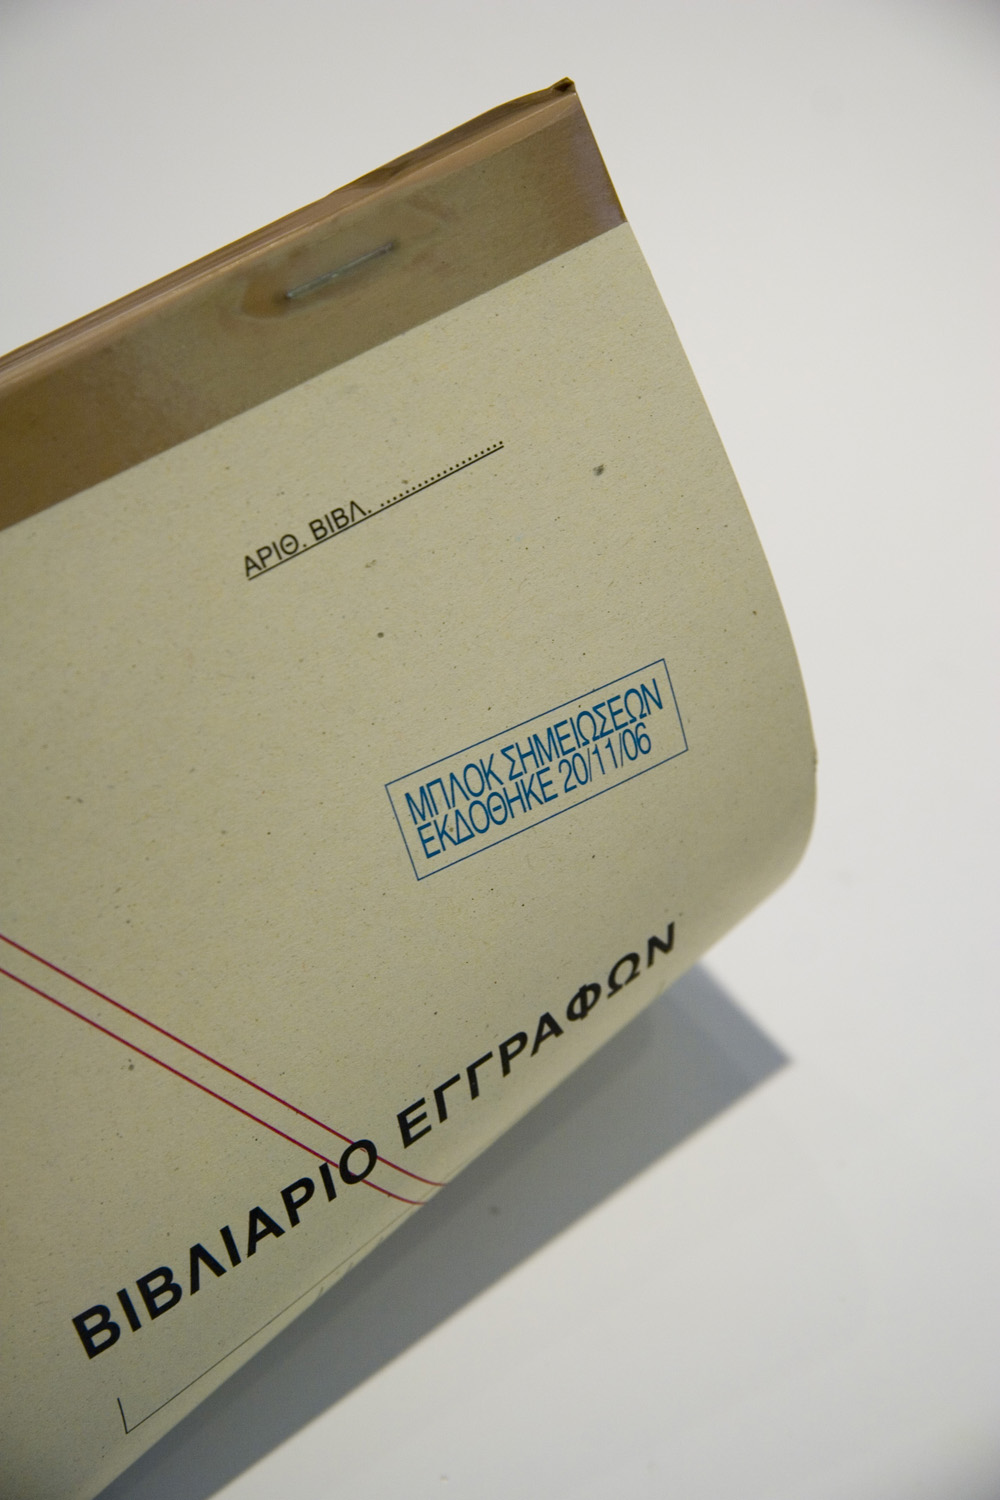 ΑΡΙΘ. ΒΙΒΛ. ......................
ΜΠΛΟΚ ΣΗΜΕΙΩΣΕΩΝ
ΕΚΔΟΘΗΚΕ 20/11/06
ΒΙΒΛΙΑΡΙΟ ΕΓΓΡΑΦΩΝ